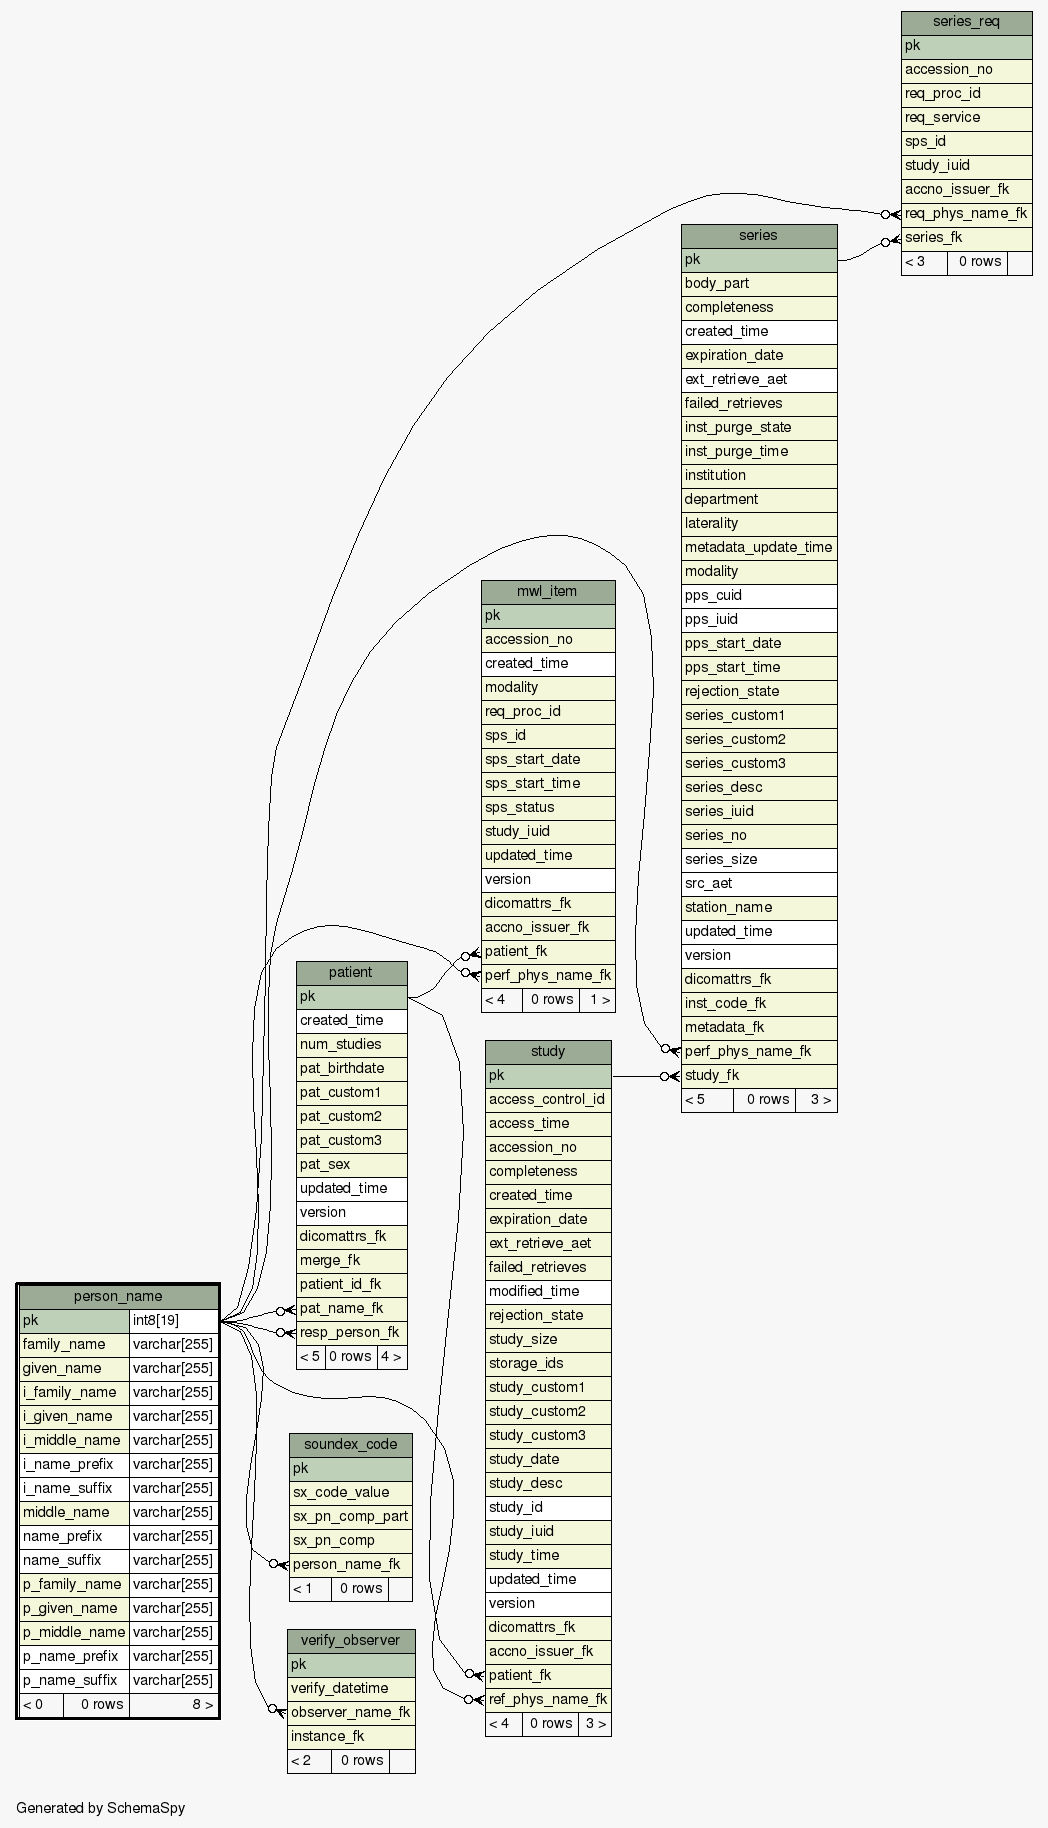 series_req
pk
accession_no
req_proc_id
req_service
sps_id
study_iuid
accno_issuer_fk
req_phys_name_fk
series_fk
< 3 0 rows
series
pk
body_part
completeness
created_time
expiration_date
ext_retrieve_aet
failed_retrieves
inst_purge_state
inst_purge_time
institution
department
laterality
metadata_update_time
modality
pps_cuid
pps_iuid
pps_start_date
pps_start_time
rejection_state
series_custom1
series_custom2
series_custom3
series_desc
series_iuid
series_no
series_size
src_aet
station_name
updated_time
version
dicomattrs_fk
inst_code_fk
metadata_fk
perf_phys_name_fk
study_fk
< 5 0 rows 3 >
mwl_item
pk
accession_no
created_time
modality
req_proc_id
sps_id
sps_start_date
sps_start_time
sps_status
study_iuid
updated_time
version
dicomattrs_fk
accno_issuer_fk
patient_fk
perf_phys_name_fk
< 4 0 rows 1 >
patient
pk
created_time
num_studies
pat_birthdate
pat_custom1
pat_custom2
pat_custom3
pat_sex
updated_time
version
dicomattrs_fk
merge_fk
patient_id_fk
pat_name_fk
resp_person_fk
< 5 0 rows 4 >
study
pk
access_control_id
access_time
accession_no
completeness
created_time
expiration_date
ext_retrieve_aet
failed_retrieves
modified_time
rejection_state
study_size
storage_ids
study_custom1
study_custom2
study_custom3
study_date
study_desc
study_id
study_iuid
study_time
updated_time
version
dicomattrs_fk
accno_issuer_fk
patient_fk
ref_phys_name_fk
< 4 0 rows 3 >
person_name
pk int8[19]
family_name varchar[255]
given_name varchar[255]
i_family_name varchar[255]
i_given_name varchar[255]
i_middle_name varchar[255]
i_name_prefix varchar[255]
i_name_suffix varchar[255]
middle_name varchar[255]
name_prefix varchar[255]
name_suffix varchar[255]
p_family_name varchar[255]
p_given_name varchar[255]
p_middle_name varchar[255]
p_name_prefix varchar[255]
p_name_suffix varchar[255]
< 0 0 rows 8 >
soundex_code
pk
sx_code_value
sx_pn_comp_part
sx_pn_comp
person_name_fk
< 1 0 rows
verify_observer
pk
verify_datetime
observer_name_fk
instance_fk
< 2 0 rows
Generated by SchemaSpy